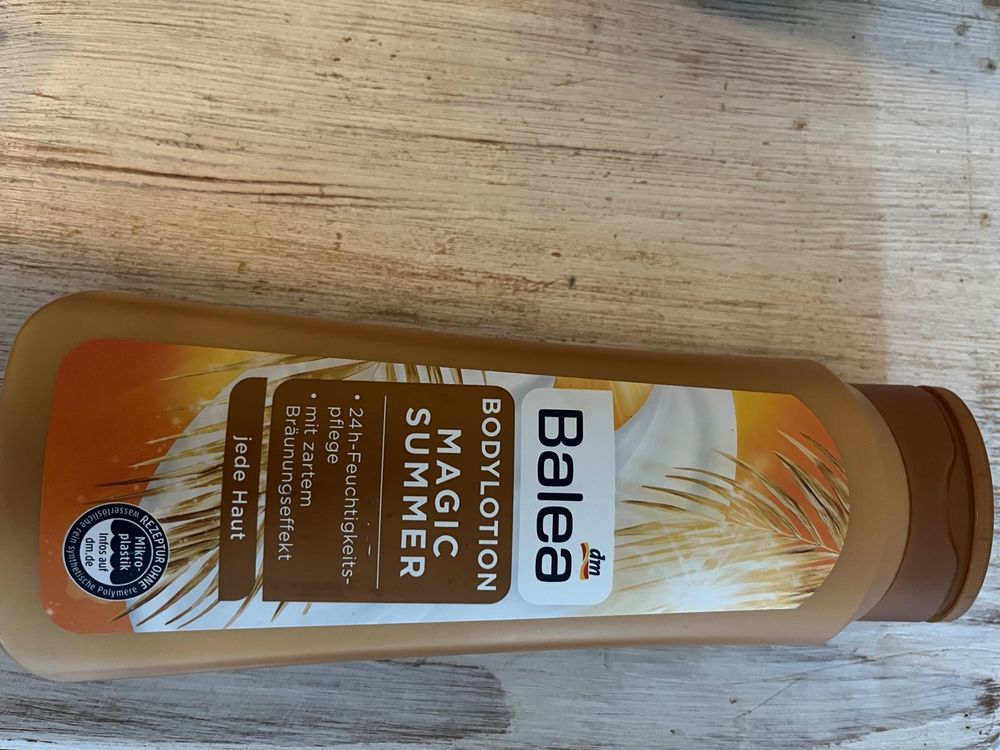 dm
Balea
BODYLOTION
MAGIC
SUMMER
• 24h-Feuchtigkeits-
pflege
• mit zartem
Bräunungseffekt
jede Haut
REZEPTUR OHNE
Mikro-
plastik
Infos auf
dm.de
wasserlösliche rein synthetische Polymere